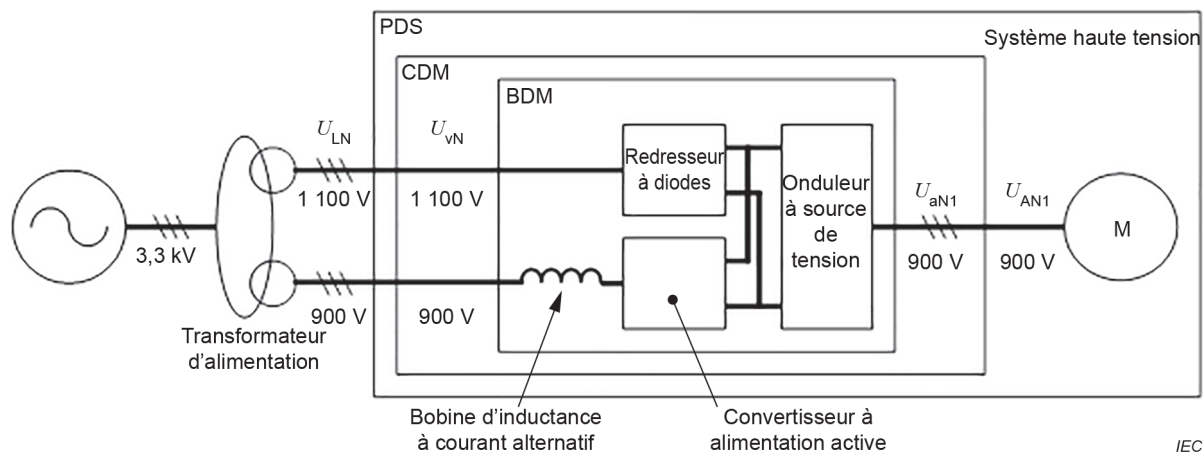 PDS
Système haute tension
CDM
BDM
U_LN
U_vN
Redresseur
à diodes
Onduleur
à source
de
tension
1 100 V
1 100 V
U_aN1
U_AN1
M
3,3 kV
900 V
900 V
900 V
900 V
Transformateur
d’alimentation
Bobine d’inductance
à courant alternatif
Convertisseur à
alimentation active
IEC